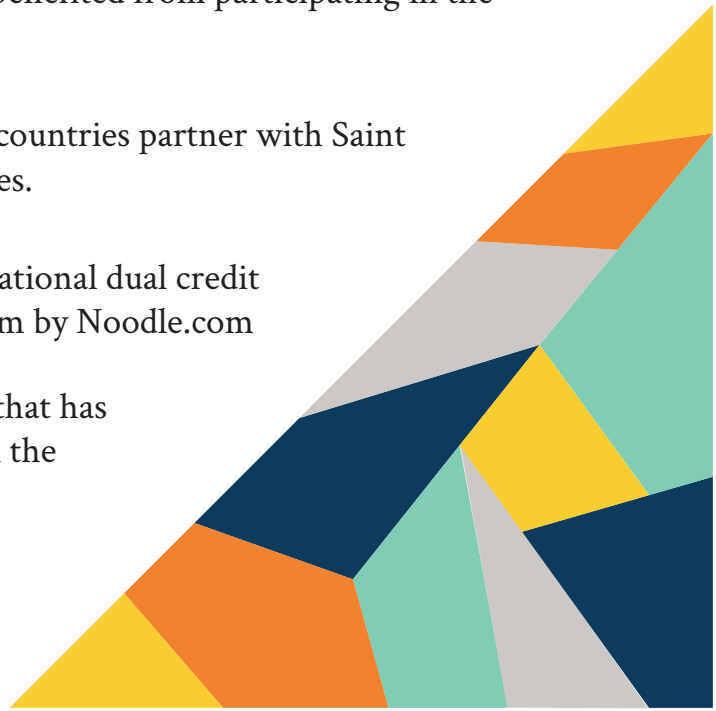 benefited from participating in the
countries partner with Saint
es.
ational dual credit
m by Noodle.com
that has
the